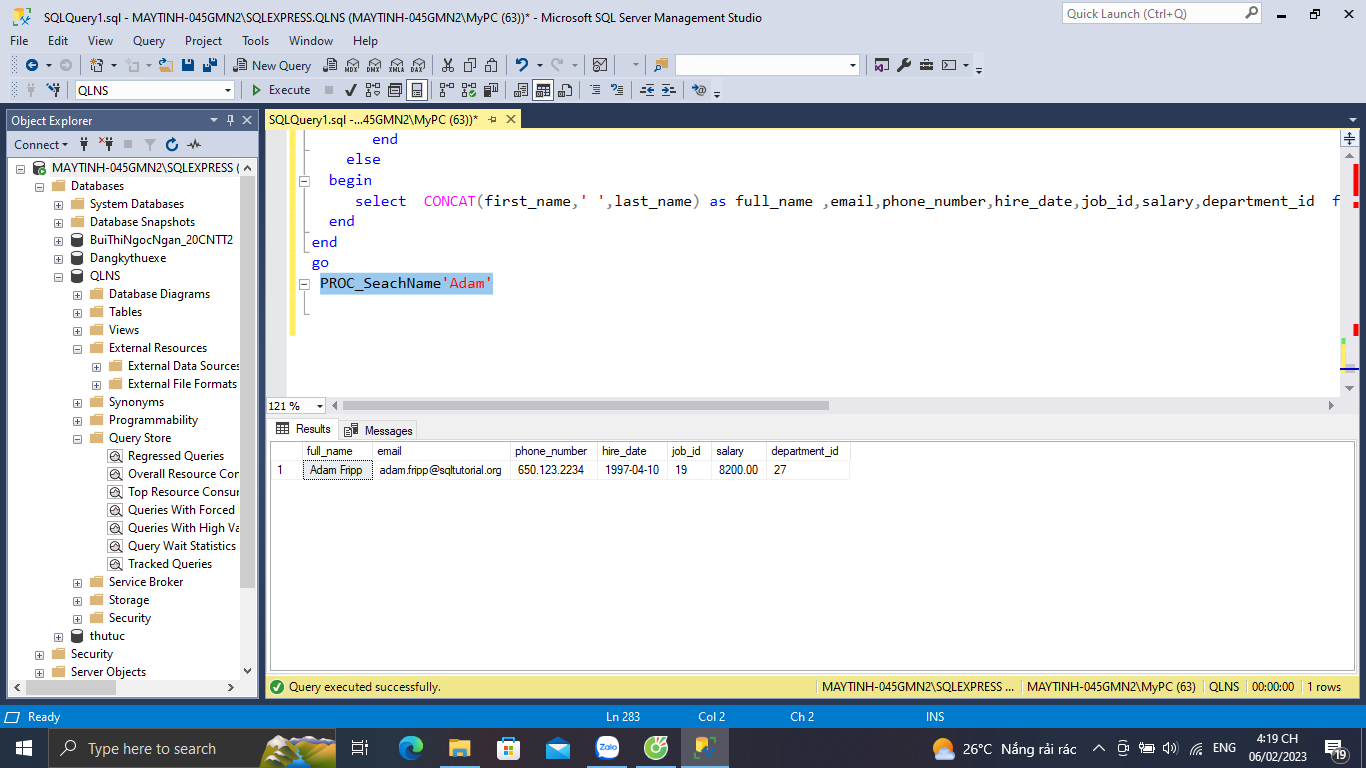 SQLQuery1.sql - MAYTINH-045GMN2\SQLEXPRESS.QLNS (MAYTINH-045GMN2\MyPC (63))* - Microsoft SQL Server Management Studio
Quick Launch (Ctrl+Q)
File Edit View Query Project Tools Window Help
New Query MDX DMX XMLA DAX
QLNS Execute
Object Explorer
SQLQuery1.sql -...45GMN2\MyPC (63))*
Connect
MAYTINH-045GMN2\SQLEXPRESS (
Databases
System Databases
Database Snapshots
BuiThiNgocNgan_20CNTT2
Dangkythuexe
QLNS
Database Diagrams
Tables
Views
External Resources
External Data Sources
External File Formats
Synonyms
Programmability
Query Store
Regressed Queries
Overall Resource Con
Top Resource Consur
Queries With Forced
Queries With High Va
Query Wait Statistics
Tracked Queries
Service Broker
Storage
Security
thutuc
Security
Server Objects
end
else
begin
select CONCAT(first_name,' ',last_name) as full_name ,email,phone_number,hire_date,job_id,salary,department_id f
end
end
go
PROC_SeachName'Adam'
121 %
Results Messages
full_name email phone_number hire_date job_id salary department_id
1 Adam Fripp adam.fripp@sqltutorial.org 650.123.2234 1997-04-10 19 8200.00 27
Query executed successfully. MAYTINH-045GMN2\SQLEXPRESS ... MAYTINH-045GMN2\MyPC (63) QLNS 00:00:00 1 rows
Ready Ln 283 Col 2 Ch 2 INS
Type here to search Zalo 26°C Nắng rải rác ENG 4:19 CH
06/02/2023 19